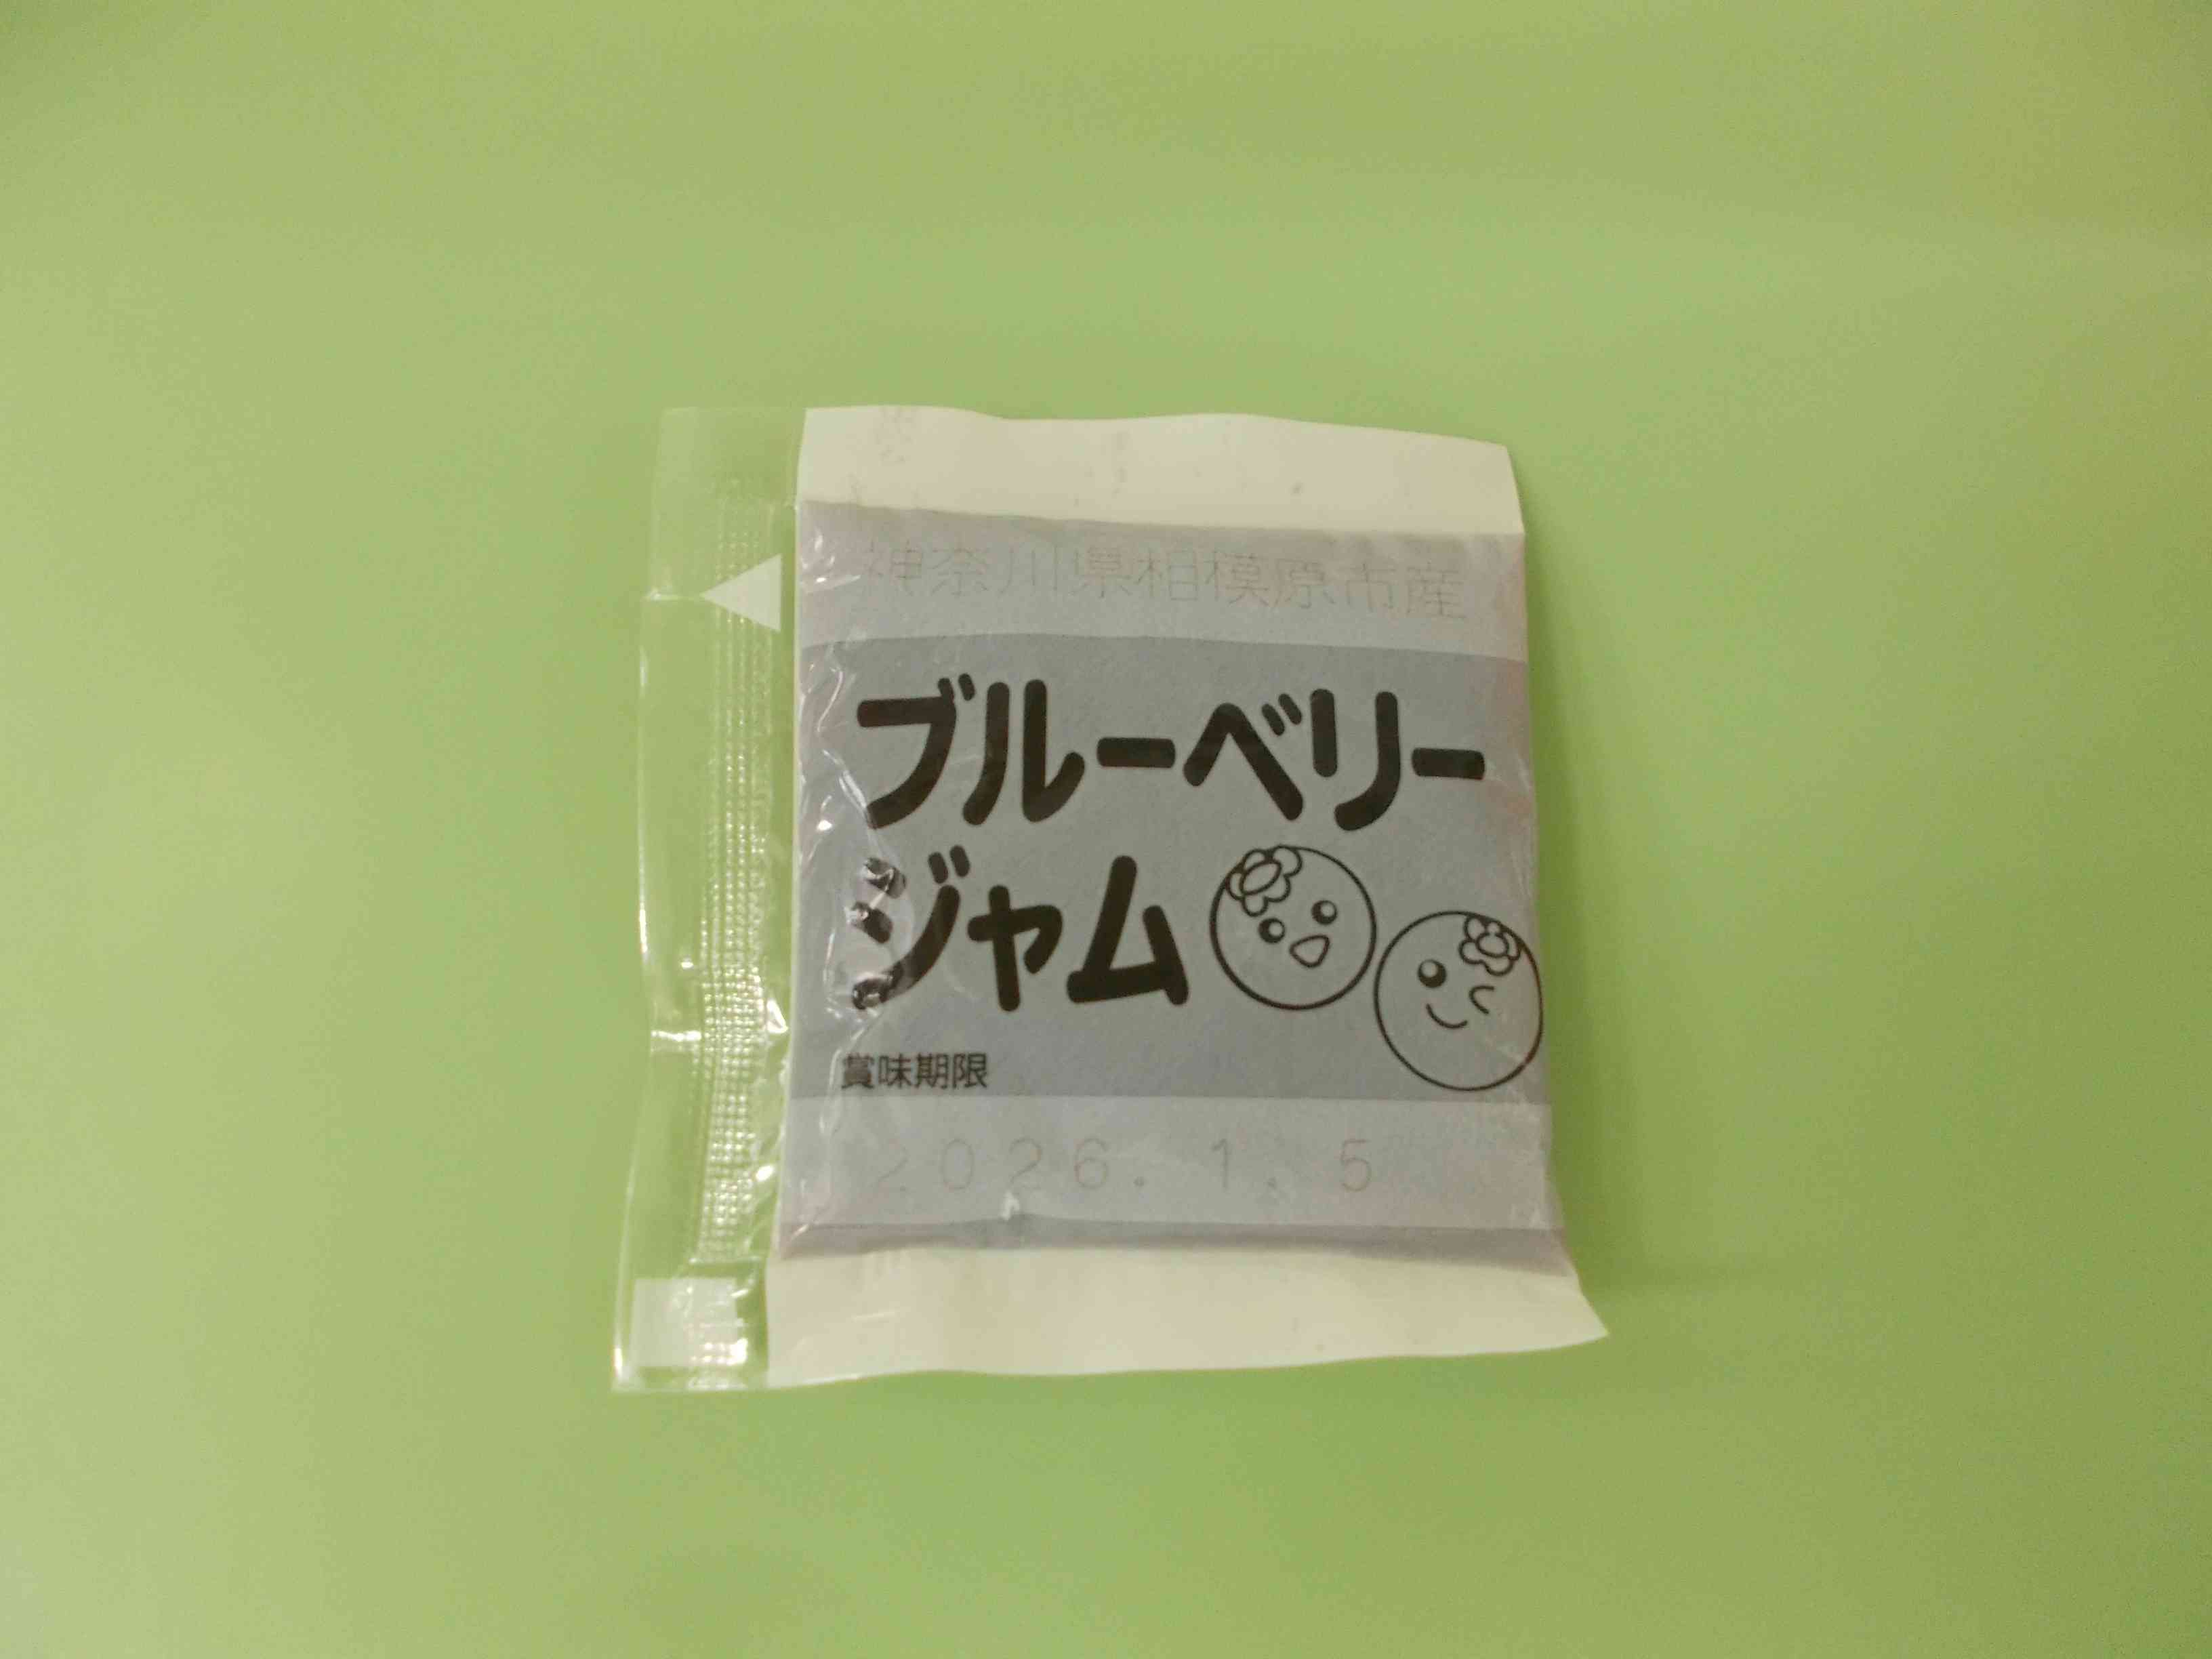 神奈川県相模原市産
ブルーベリー
ジャム
賞味期限
2026. 1. 5